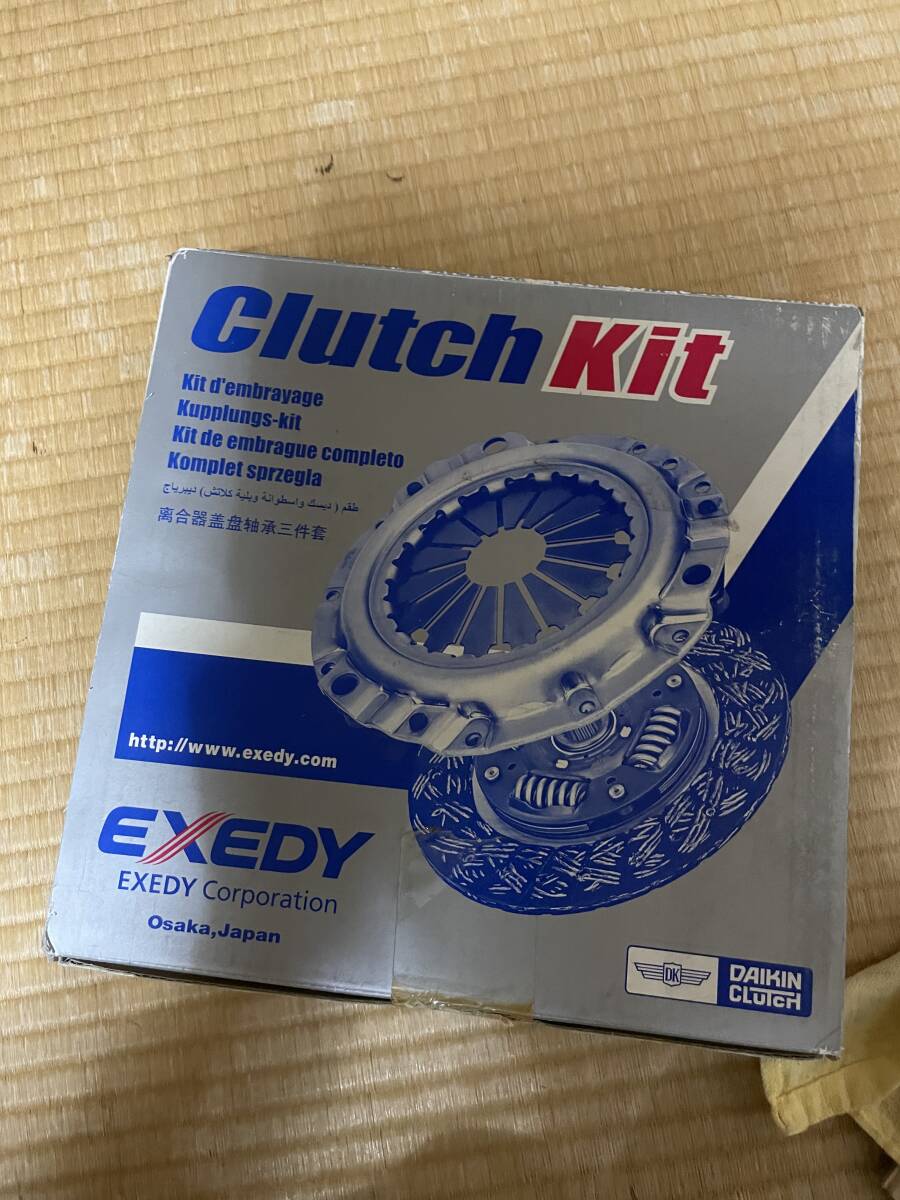 Clutch Kit
Kit d'embrayage
Kupplungs-kit
Kit de embrague completo
Komplet sprzegla
طقم ( ديسك واسطوانة وبلية كلاتش) ديبرياج
离合器盖盘轴承三件套
http://www.exedy.com
EXEDY
EXEDY Corporation
Osaka,Japan
DK
DAIKIN
CLUTCH